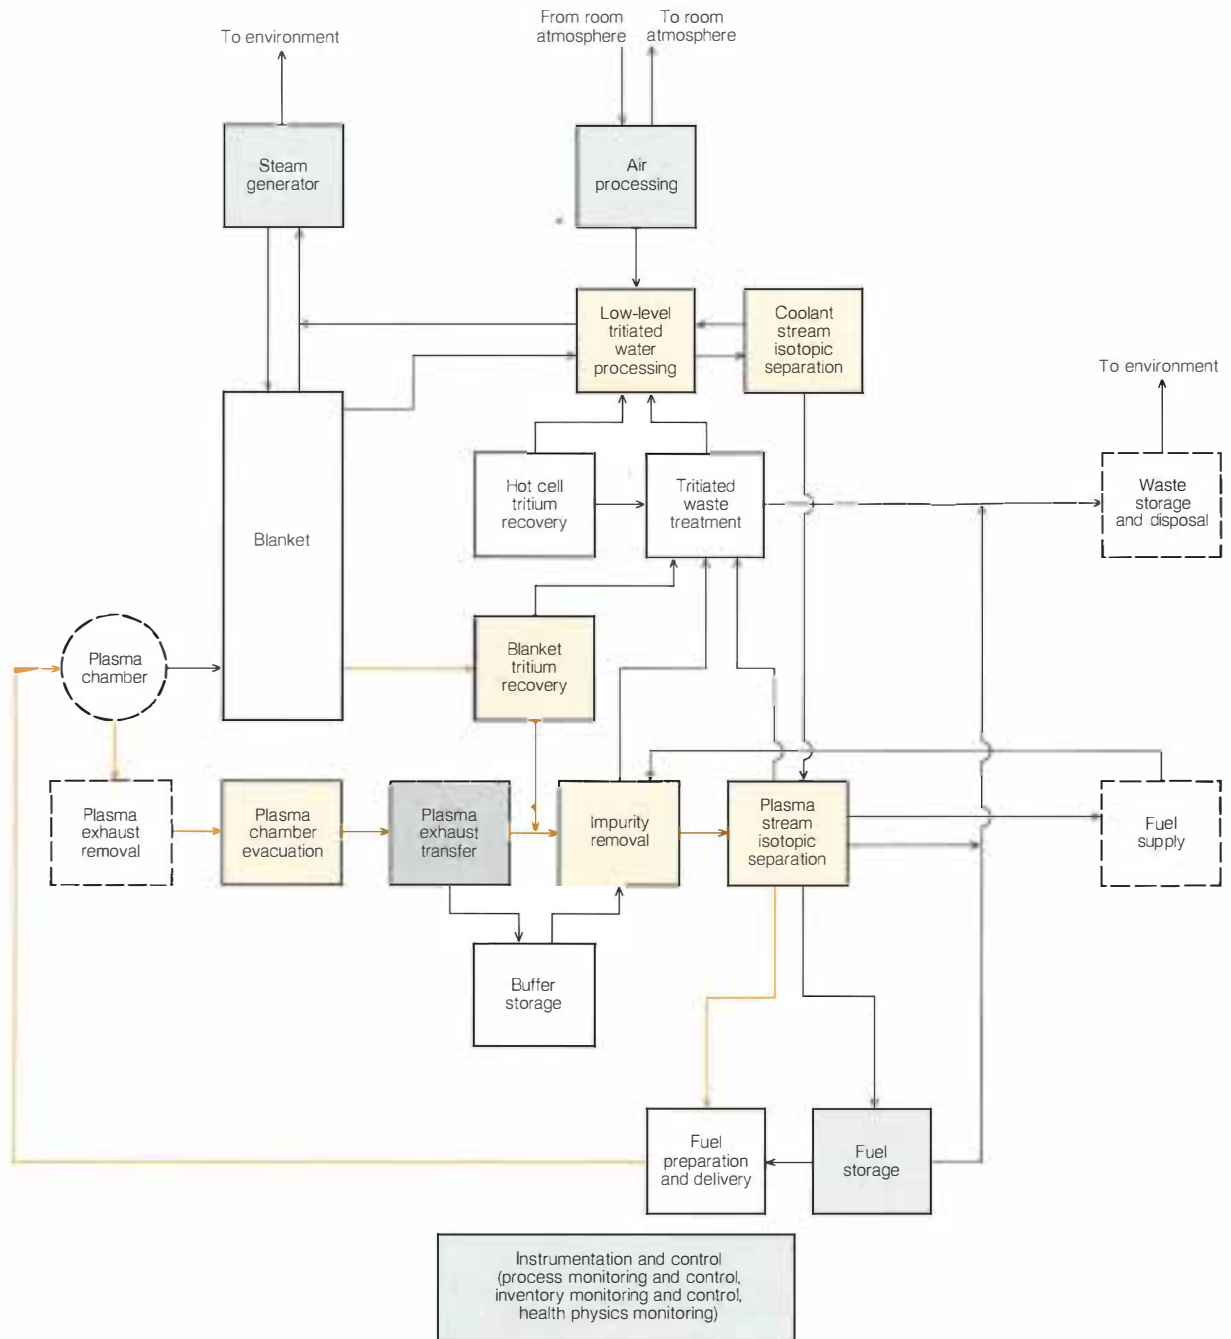 From room
atmosphere
To room
atmosphere
To environment
Steam
generator
Air
processing
Low-level
tritiated
water
processing
Coolant
stream
isotopic
separation
To environment
Hot cell
tritium
recovery
Tritiated
waste
treatment
Waste
storage
and disposal
Blanket
Plasma
chamber
Blanket
tritium
recovery
Plasma
exhaust
removal
Plasma
chamber
evacuation
Plasma
exhaust
transfer
Impurity
removal
Plasma
stream
isotopic
separation
Fuel
supply
Buffer
storage
Fuel
preparation
and delivery
Fuel
storage
Instrumentation and control
(process monitoring and control,
inventory monitoring and control,
health physics monitoring)